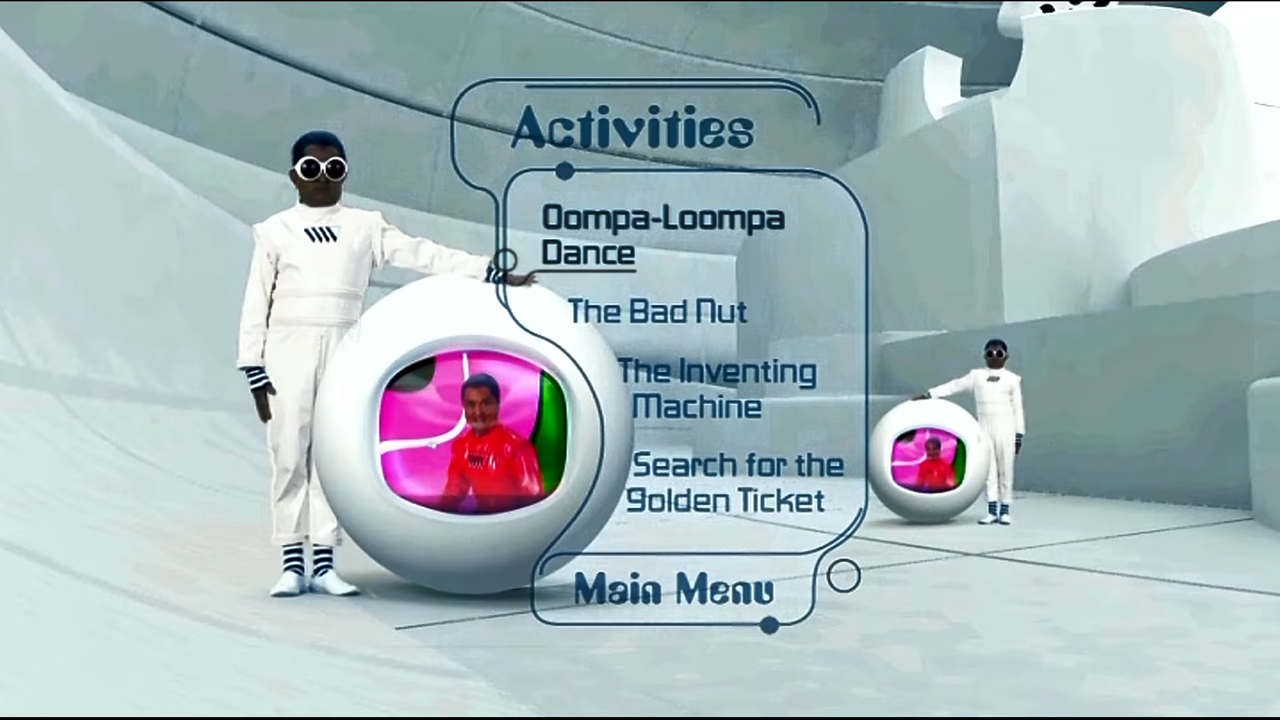 Activities
Oompa-Loompa
Dance
The Bad Nut
The Inventing
Machine
Search for the
golden Ticket
Main Menu